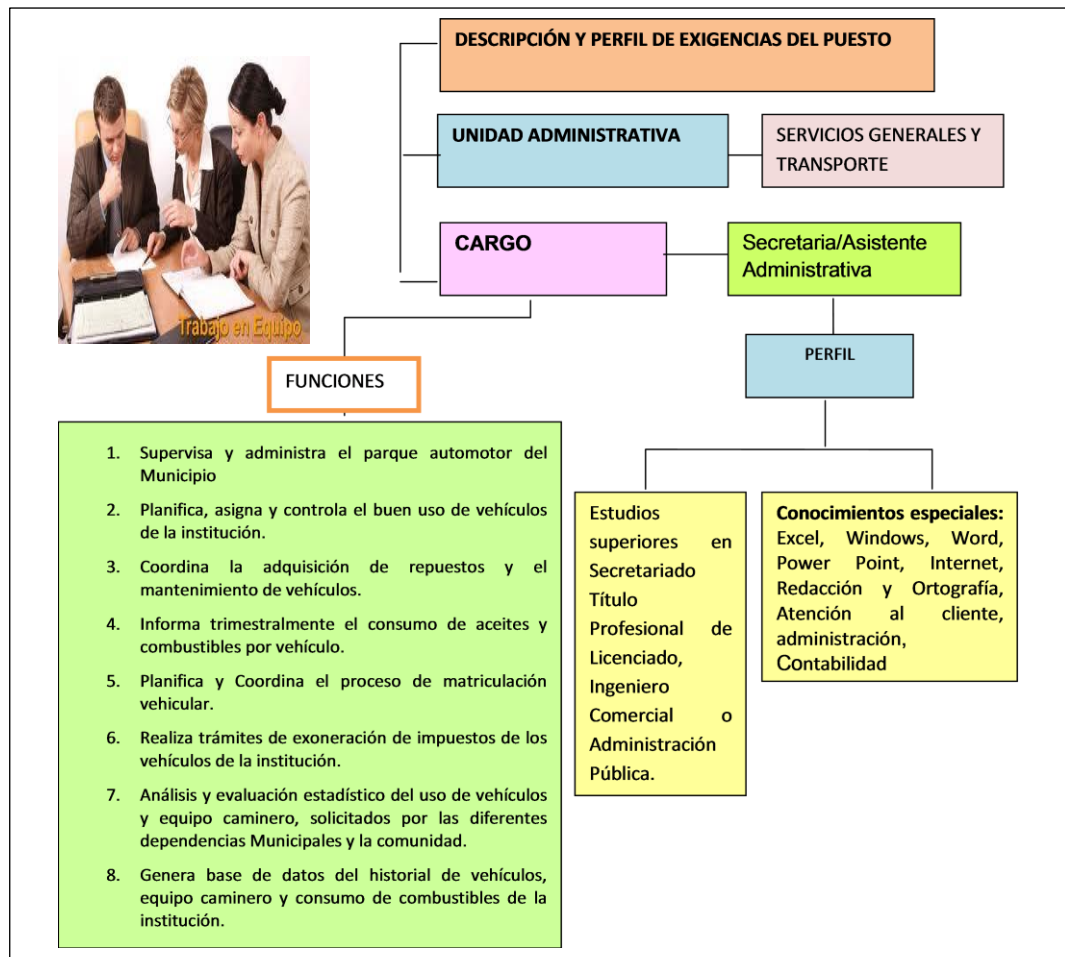 DESCRIPCIÓN Y PERFIL DE EXIGENCIAS DEL PUESTO
UNIDAD ADMINISTRATIVA
SERVICIOS GENERALES Y
TRANSPORTE
CARGO
Secretaria/Asistente
Administrativa
Trabajo en Equipo
PERFIL
FUNCIONES
1. Supervisa y administra el parque automotor del
Municipio
2. Planifica, asigna y controla el buen uso de vehículos
de la institución.
3. Coordina la adquisición de repuestos y el
mantenimiento de vehículos.
4. Informa trimestralmente el consumo de aceites y
combustibles por vehículo.
5. Planifica y Coordina el proceso de matriculación
vehicular.
6. Realiza trámites de exoneración de impuestos de los
vehículos de la institución.
7. Análisis y evaluación estadístico del uso de vehículos
y equipo caminero, solicitados por las diferentes
dependencias Municipales y la comunidad.
8. Genera base de datos del historial de vehículos,
equipo caminero y consumo de combustibles de la
institución.
Estudios
superiores en
Secretariado
Título
Profesional de
Licenciado,
Ingeniero
Comercial o
Administración
Pública.
Conocimientos especiales:
Excel, Windows, Word,
Power Point, Internet,
Redacción y Ortografía,
Atención al cliente,
administración,
Contabilidad